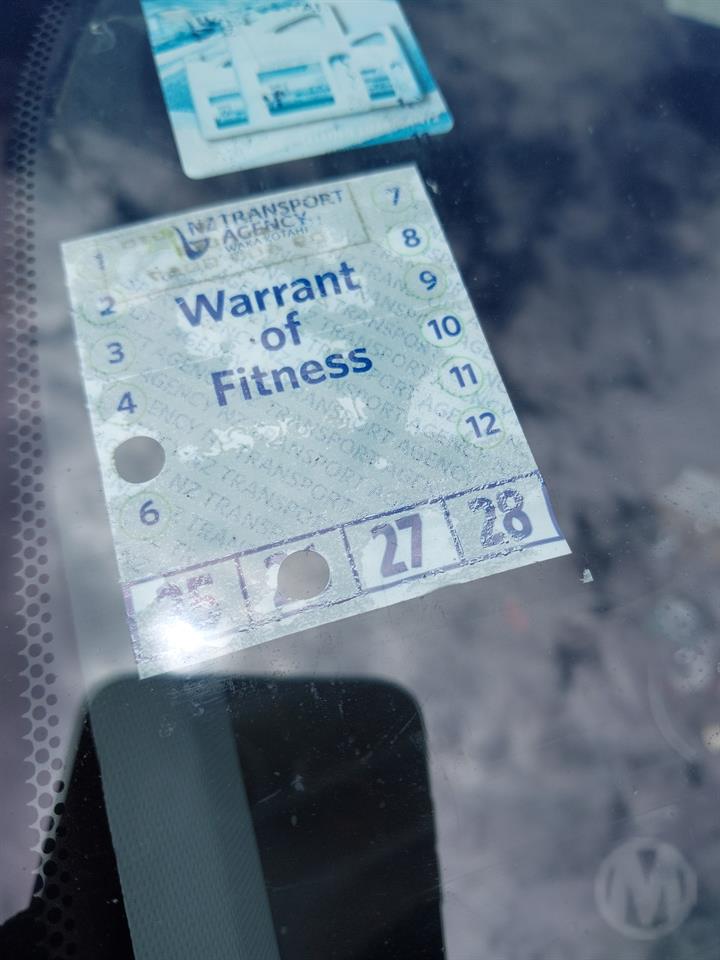 NZ TRANSPORT
AGENCY
WAKA KOTAHI
Warrant
of
Fitness
1
2
3
4
6
7
8
9
10
11
12
25
27
28
M